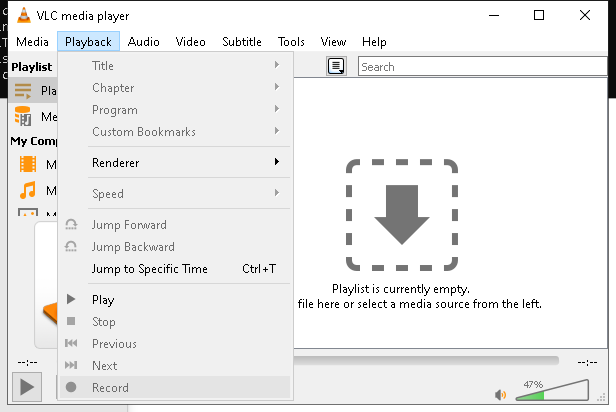 VLC media player
Media Playback Audio Video Subtitle Tools View Help
Playlist
Search
Title
Chapter
Program
Custom Bookmarks
Renderer
Speed
Jump Forward
Jump Backward
Jump to Specific Time Ctrl+T
Play
Stop
Previous
Next
Record
My Comp
Playlist is currently empty.
file here or select a media source from the left.
--:-- --:--
47%